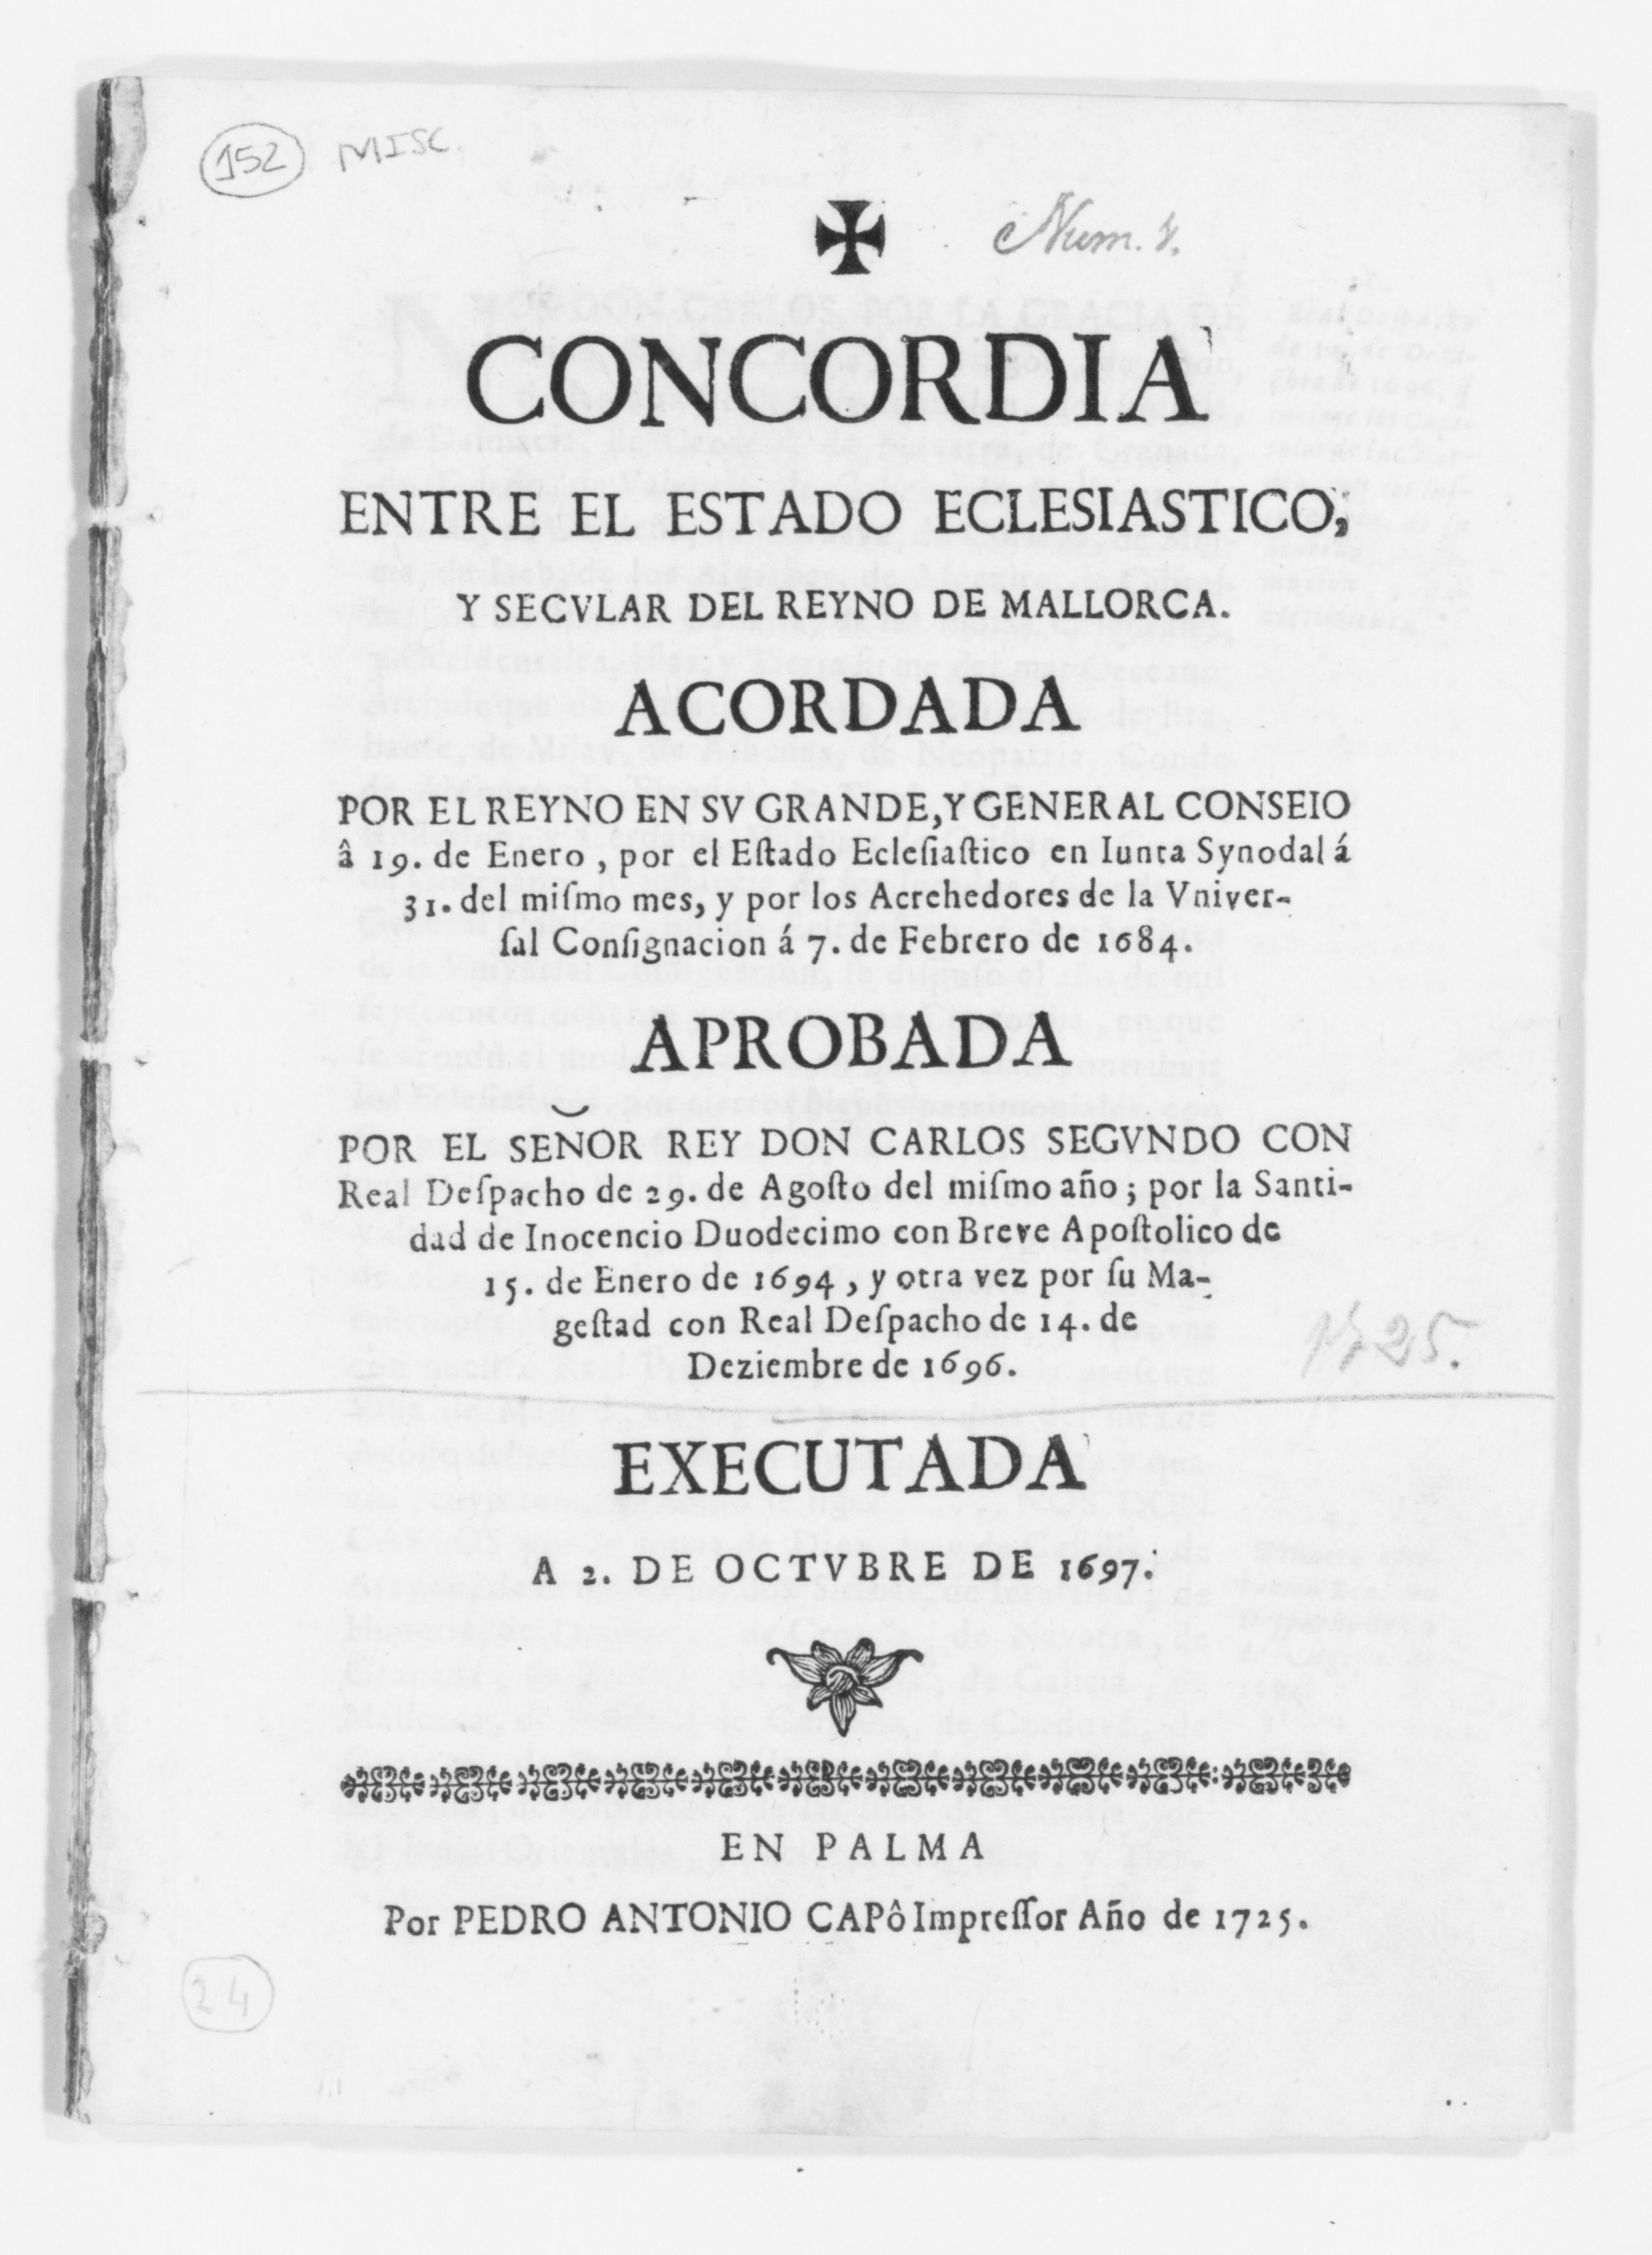 152 MISC.
Num.
CONCORDIA
ENTRE EL ESTADO ECLESIASTICO,
Y SECVLAR DEL REYNO DE MALLORCA.
ACORDADA
POR EL REYNO EN SV GRANDE, Y GENERAL CONSEIO
â 19. de Enero, por el Eſtado Ecleſiaſtico en Iunta Synodal á
31. del miſmo mes, y por los Acrehedores de la Vniver-
ſal Conſignacion á 7. de Febrero de 1684.
APROBADA
POR EL SEÑOR REY DON CARLOS SEGVNDO CON
Real Deſpacho de 29. de Agoſto del miſmo año; por la Santi-
dad de Inocencio Duodecimo con Breve Apoſtolico de
15. de Enero de 1694, y otra vez por ſu Ma-
geſtad con Real Deſpacho de 14. de
Deziembre de 1696.
1725.
EXECUTADA
A 2. DE OCTVBRE DE 1697.
EN PALMA
Por PEDRO ANTONIO CAPô Impreſſor Año de 1725.
24